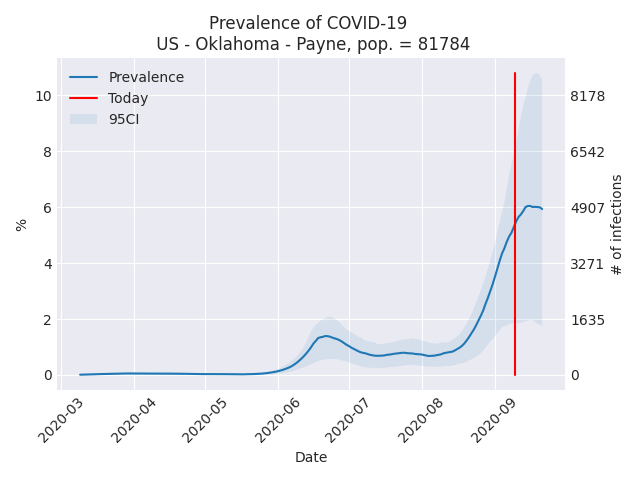 Prevalence of COVID-19
US - Oklahoma - Payne, pop. = 81784
Prevalence
Today
95CI
10
8
6
4
2
0
%
8178
6542
4907
3271
1635
0
# of infections
2020-03
2020-04
2020-05
2020-06
2020-07
2020-08
2020-09
Date